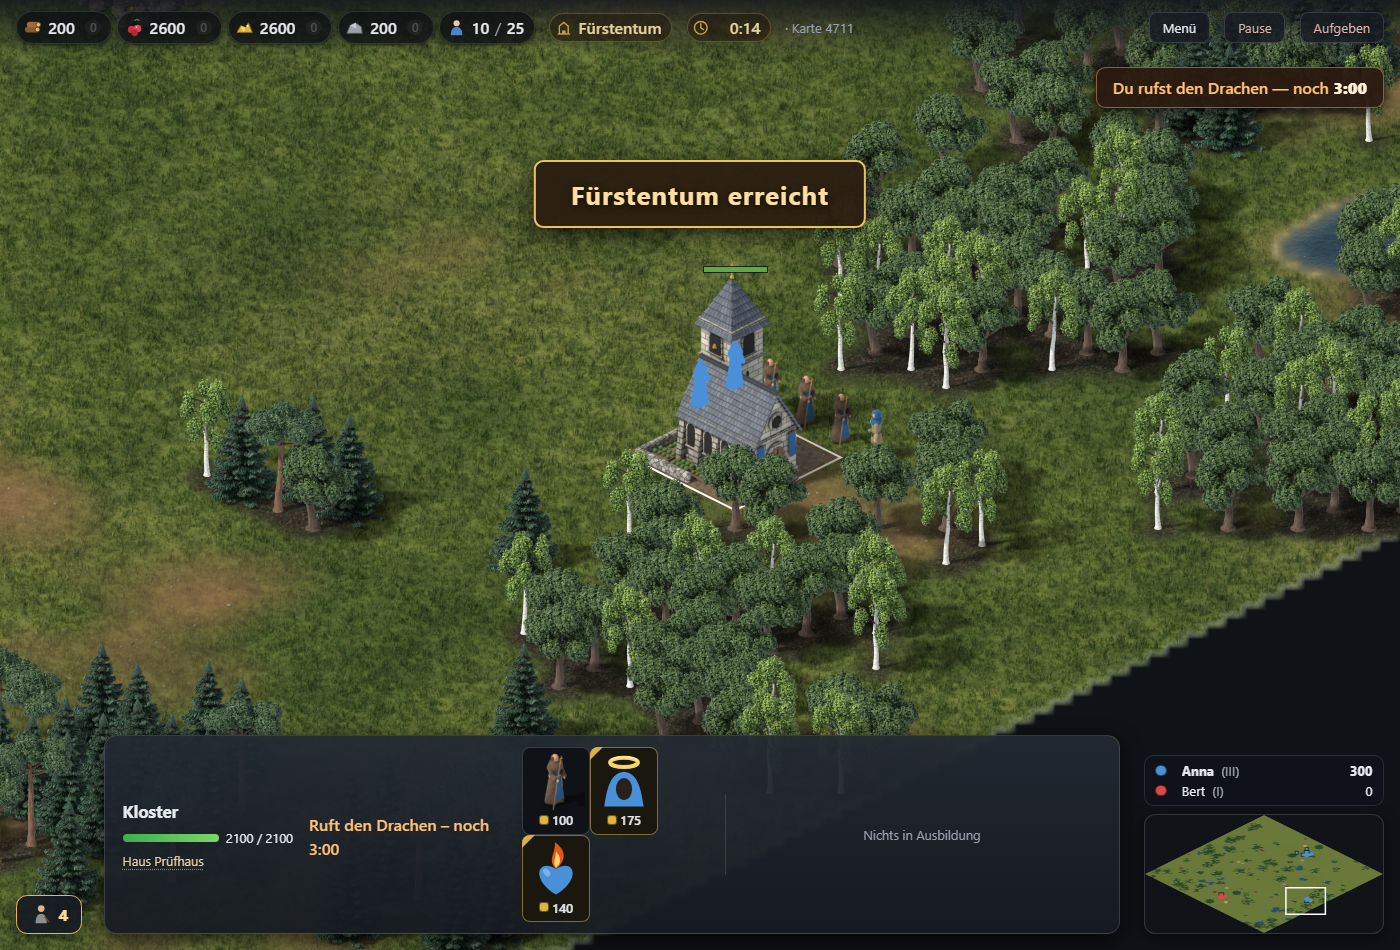 200 0 2600 0 2600 0 200 0 10 / 25 Fürstentum 0:14 · Karte 4711 Menü Pause Aufgeben
Du rufst den Drachen — noch 3:00
Fürstentum erreicht
Kloster
2100 / 2100
Haus Prüfhaus
Ruft den Drachen – noch
3:00
100 175
140
Nichts in Ausbildung
Anna (III) 300
Bert (I) 0
4